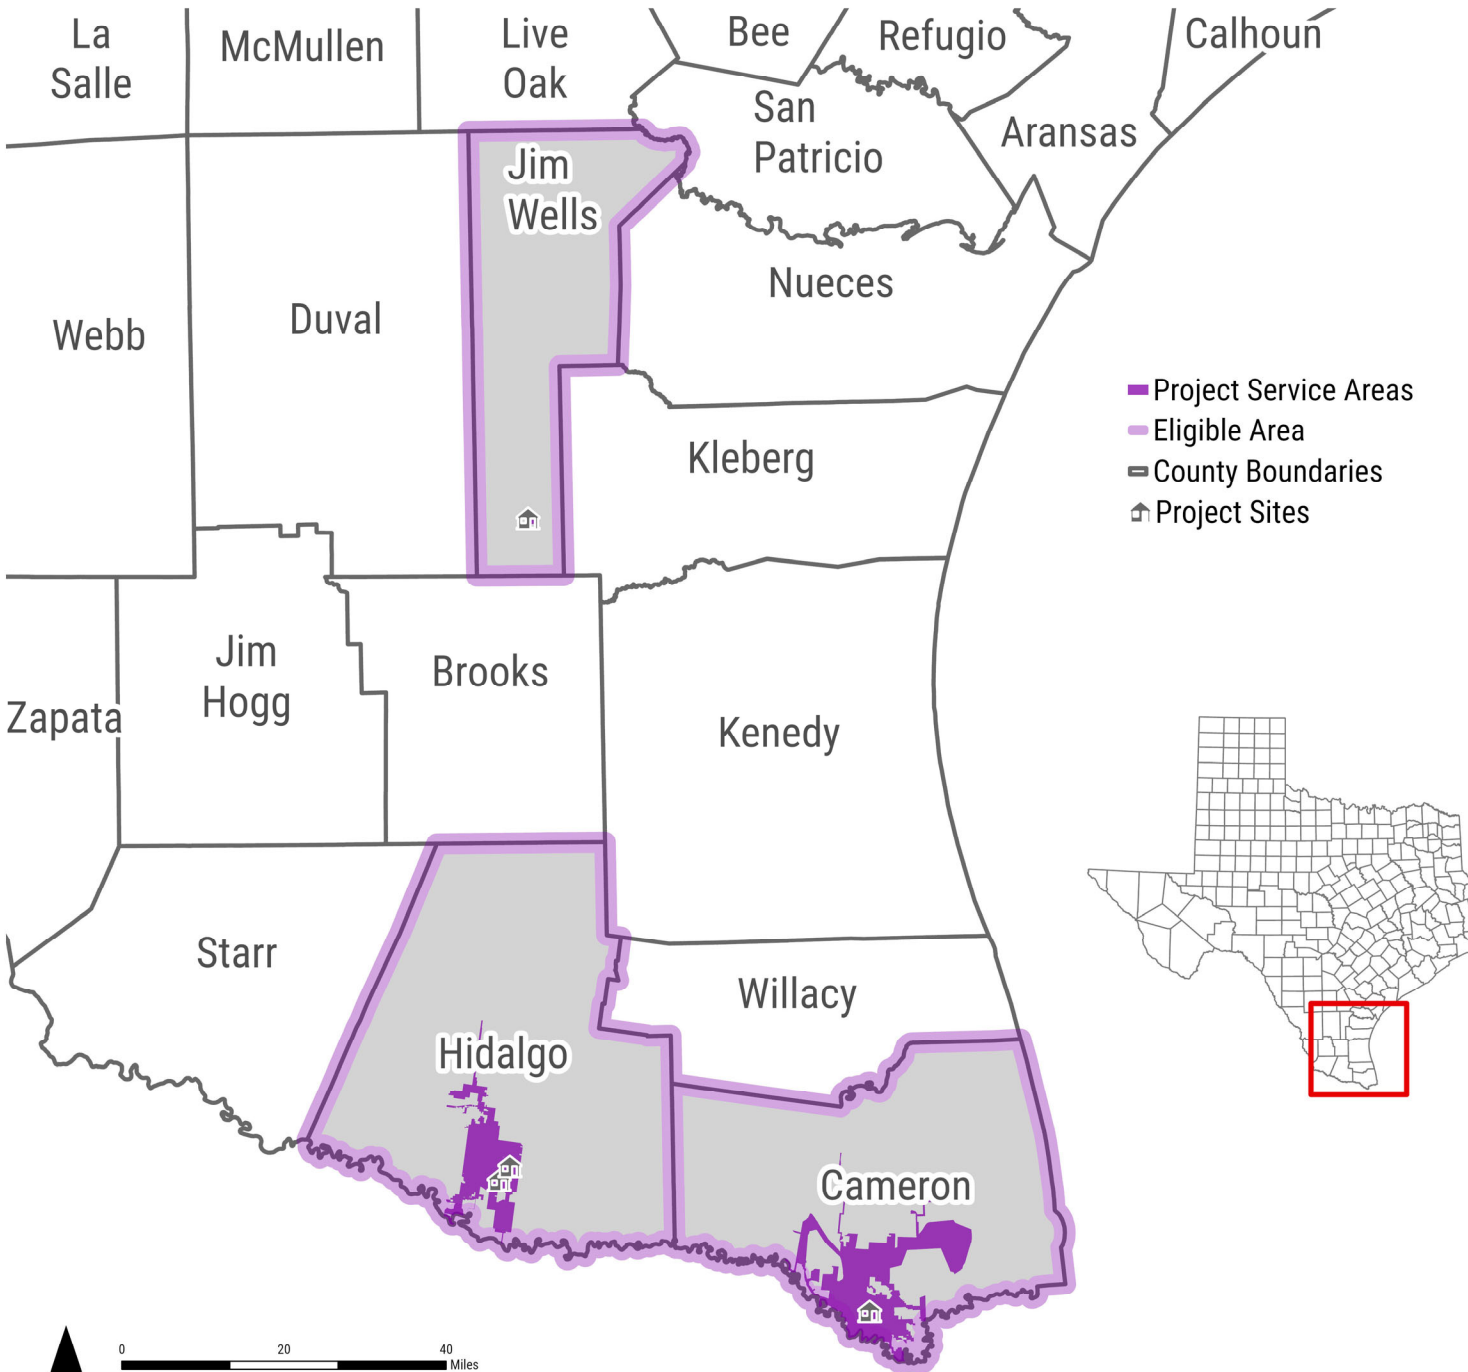 La
Salle
McMullen
Live
Oak
Bee
Refugio
Calhoun
San
Patricio
Aransas
Jim
Wells
Nueces
Webb
Duval
Project Service Areas
Eligible Area
County Boundaries
Project Sites
Kleberg
Jim
Hogg
Brooks
Zapata
Kenedy
Starr
Willacy
Hidalgo
Cameron
0 20 40
Miles